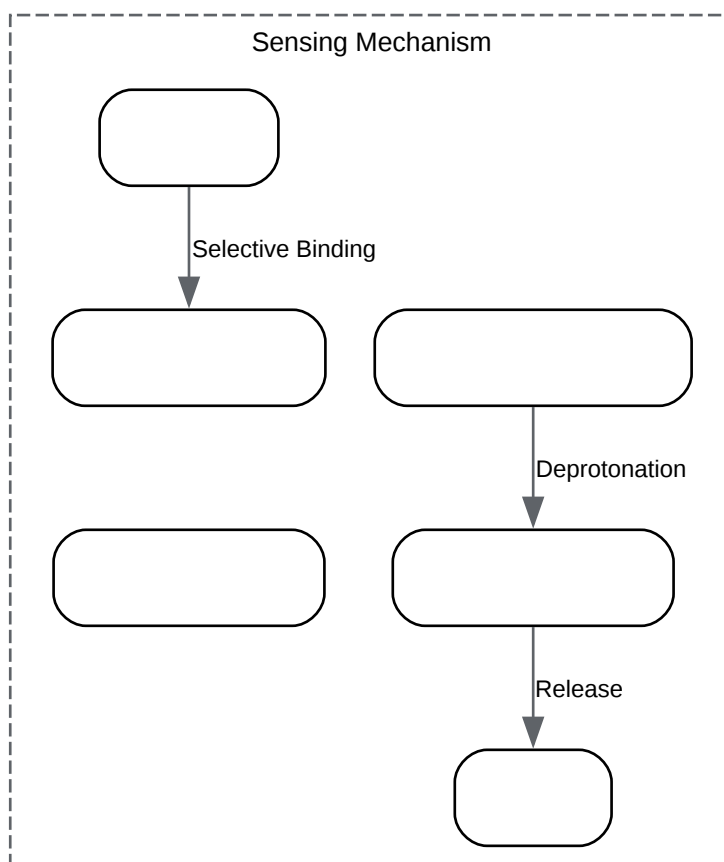 Sensing Mechanism
Selective Binding
Deprotonation
Release